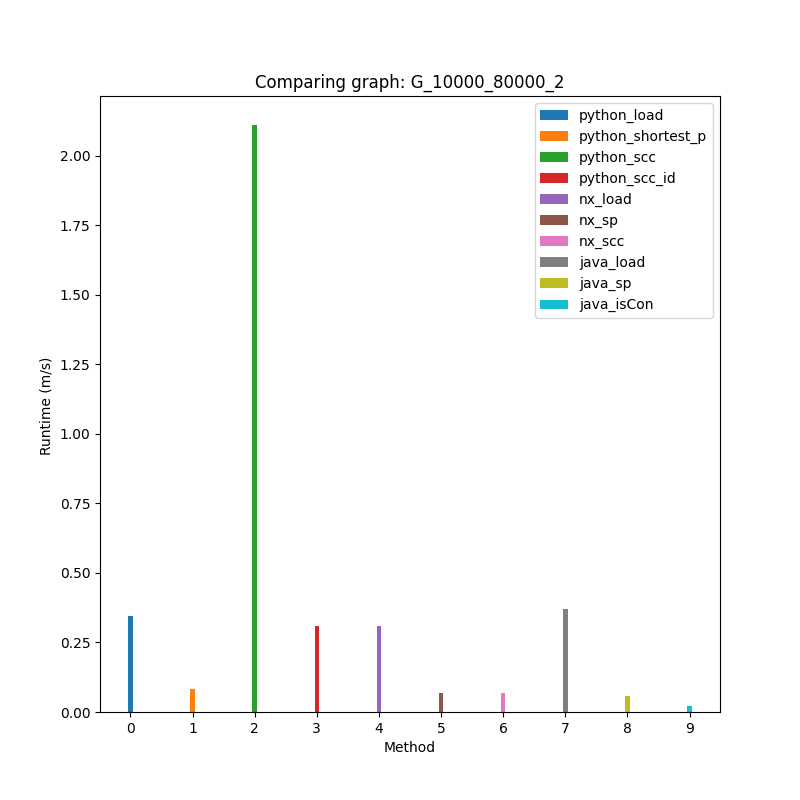 Comparing graph: G_10000_80000_2
python_load
python_shortest_p
python_scc
python_scc_id
nx_load
nx_sp
nx_scc
java_load
java_sp
java_isCon
Runtime (m/s)
2.00
1.75
1.50
1.25
1.00
0.75
0.50
0.25
0.00
0 1 2 3 4 5 6 7 8 9
Method